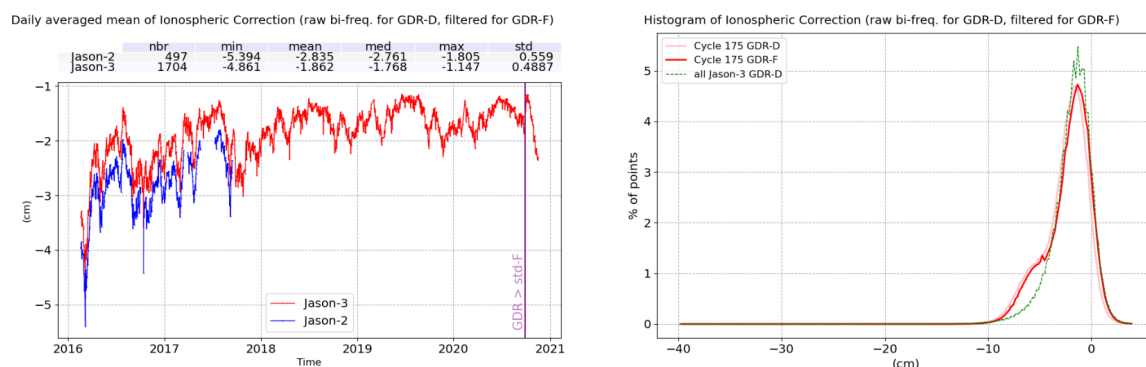 Daily averaged mean of Ionospheric Correction (raw bi-freq. for GDR-D, filtered for GDR-F)
nbr min mean med max std
Jason-2 497 -5.394 -2.835 -2.761 -1.805 0.559
Jason-3 1704 -4.861 -1.862 -1.768 -1.147 0.4887
−1
−2
−3
−4
−5
(cm)
GDR > std-F
Jason-3
Jason-2
2016 2017 2018 2019 2020 2021
Time
Histogram of Ionospheric Correction (raw bi-freq. for GDR-D, filtered for GDR-F)
Cycle 175 GDR-D
Cycle 175 GDR-F
all Jason-3 GDR-D
5
4
3
2
1
0
% of points
−40 −30 −20 −10 0
(cm)